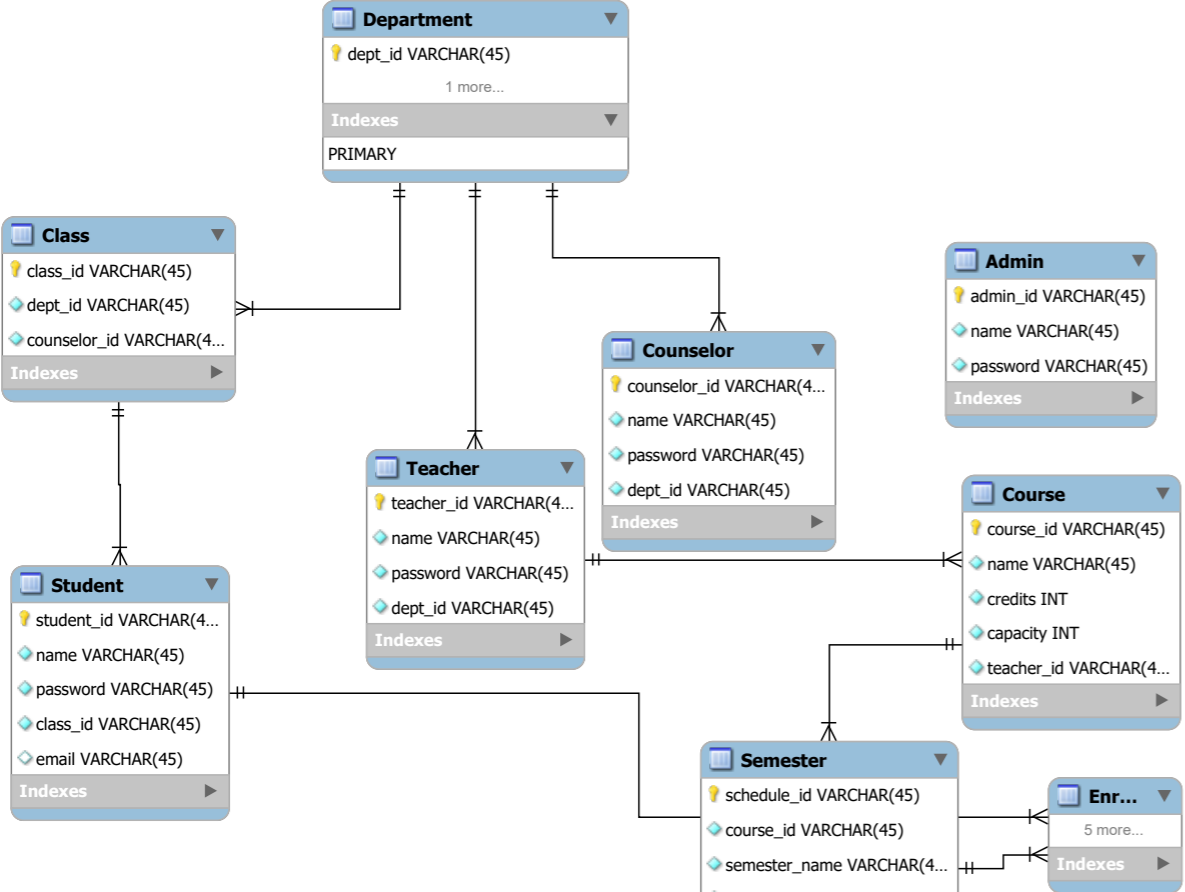 Department
dept_id VARCHAR(45)
1 more...
Indexes
PRIMARY
Class
class_id VARCHAR(45)
dept_id VARCHAR(45)
counselor_id VARCHAR(4...
Indexes
Admin
admin_id VARCHAR(45)
name VARCHAR(45)
password VARCHAR(45)
Indexes
Counselor
counselor_id VARCHAR(4...
name VARCHAR(45)
password VARCHAR(45)
dept_id VARCHAR(45)
Indexes
Teacher
teacher_id VARCHAR(4...
name VARCHAR(45)
password VARCHAR(45)
dept_id VARCHAR(45)
Indexes
Course
course_id VARCHAR(45)
name VARCHAR(45)
credits INT
capacity INT
teacher_id VARCHAR(4...
Indexes
Student
student_id VARCHAR(4...
name VARCHAR(45)
password VARCHAR(45)
class_id VARCHAR(45)
email VARCHAR(45)
Indexes
Semester
schedule_id VARCHAR(45)
course_id VARCHAR(45)
semester_name VARCHAR(4...
Enr...
5 more...
Indexes